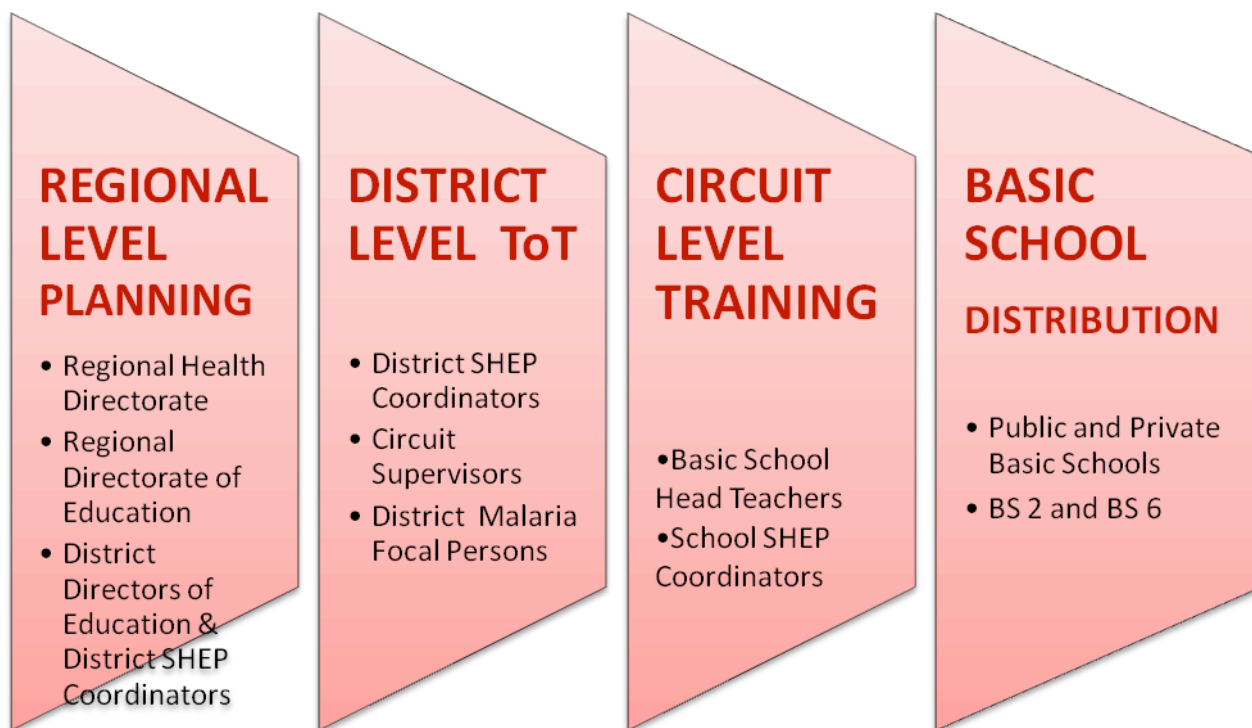 REGIONAL
LEVEL
PLANNING
• Regional Health
Directorate
• Regional
Directorate of
Education
• District
Directors of
Education &
District SHEP
Coordinators
DISTRICT
LEVEL ToT
• District SHEP
Coordinators
• Circuit
Supervisors
• District Malaria
Focal Persons
CIRCUIT
LEVEL
TRAINING
•Basic School
Head Teachers
•School SHEP
Coordinators
BASIC
SCHOOL
DISTRIBUTION
• Public and Private
Basic Schools
• BS 2 and BS 6